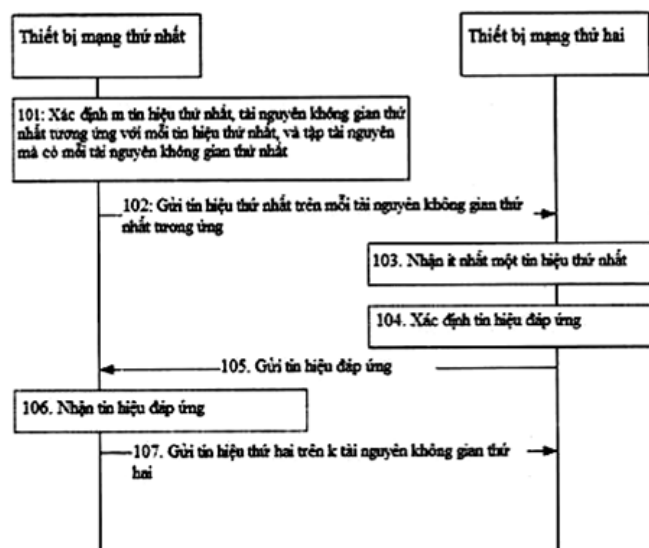 Thiết bị mạng thứ nhất
Thiết bị mạng thứ hai
101: Xác định m tín hiệu thứ nhất, tài nguyên không gian thứ
nhất tương ứng với mỗi tín hiệu thứ nhất, và tập tài nguyên
mà có mỗi tài nguyên không gian thứ nhất
102: Gửi tín hiệu thứ nhất trên mỗi tài nguyên không gian thứ
nhất tương ứng
103. Nhận ít nhất một tín hiệu thứ nhất
104. Xác định tín hiệu đáp ứng
105. Gửi tín hiệu đáp ứng
106. Nhận tín hiệu đáp ứng
107. Gửi tín hiệu thứ hai trên k tài nguyên không gian thứ
hai